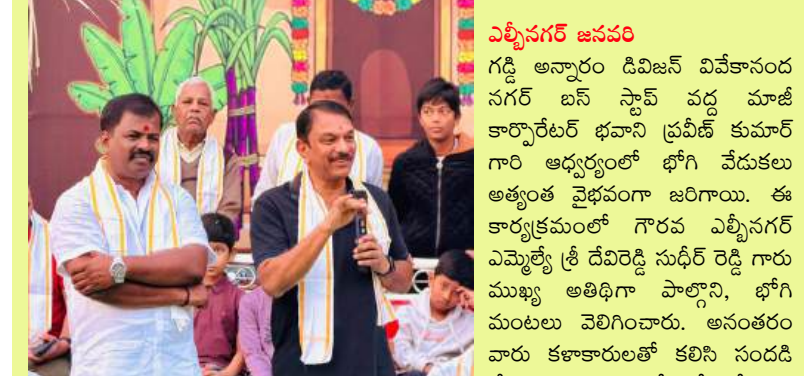 ఎల్బీనగర్ జనవరి
గడ్డి అన్నారం డివిజన్ వివేకానంద
నగర్ బస్ స్టాప్ వద్ద మాజీ
కార్పొరేటర్ భవాని ప్రవీణ్ కుమార్
గారి ఆధ్వర్యంలో భోగి వేడుకలు
అత్యంత వైభవంగా జరిగాయి. ఈ
కార్యక్రమంలో గౌరవ ఎల్బీనగర్
ఎమ్మెల్యే శ్రీ దేవిరెడ్డి సుధీర్ రెడ్డి గారు
ముఖ్య అతిథిగా పాల్గొని, భోగి
మంటలు వెలిగించారు. అనంతరం
వారు కళాకారులతో కలిసి సందడి